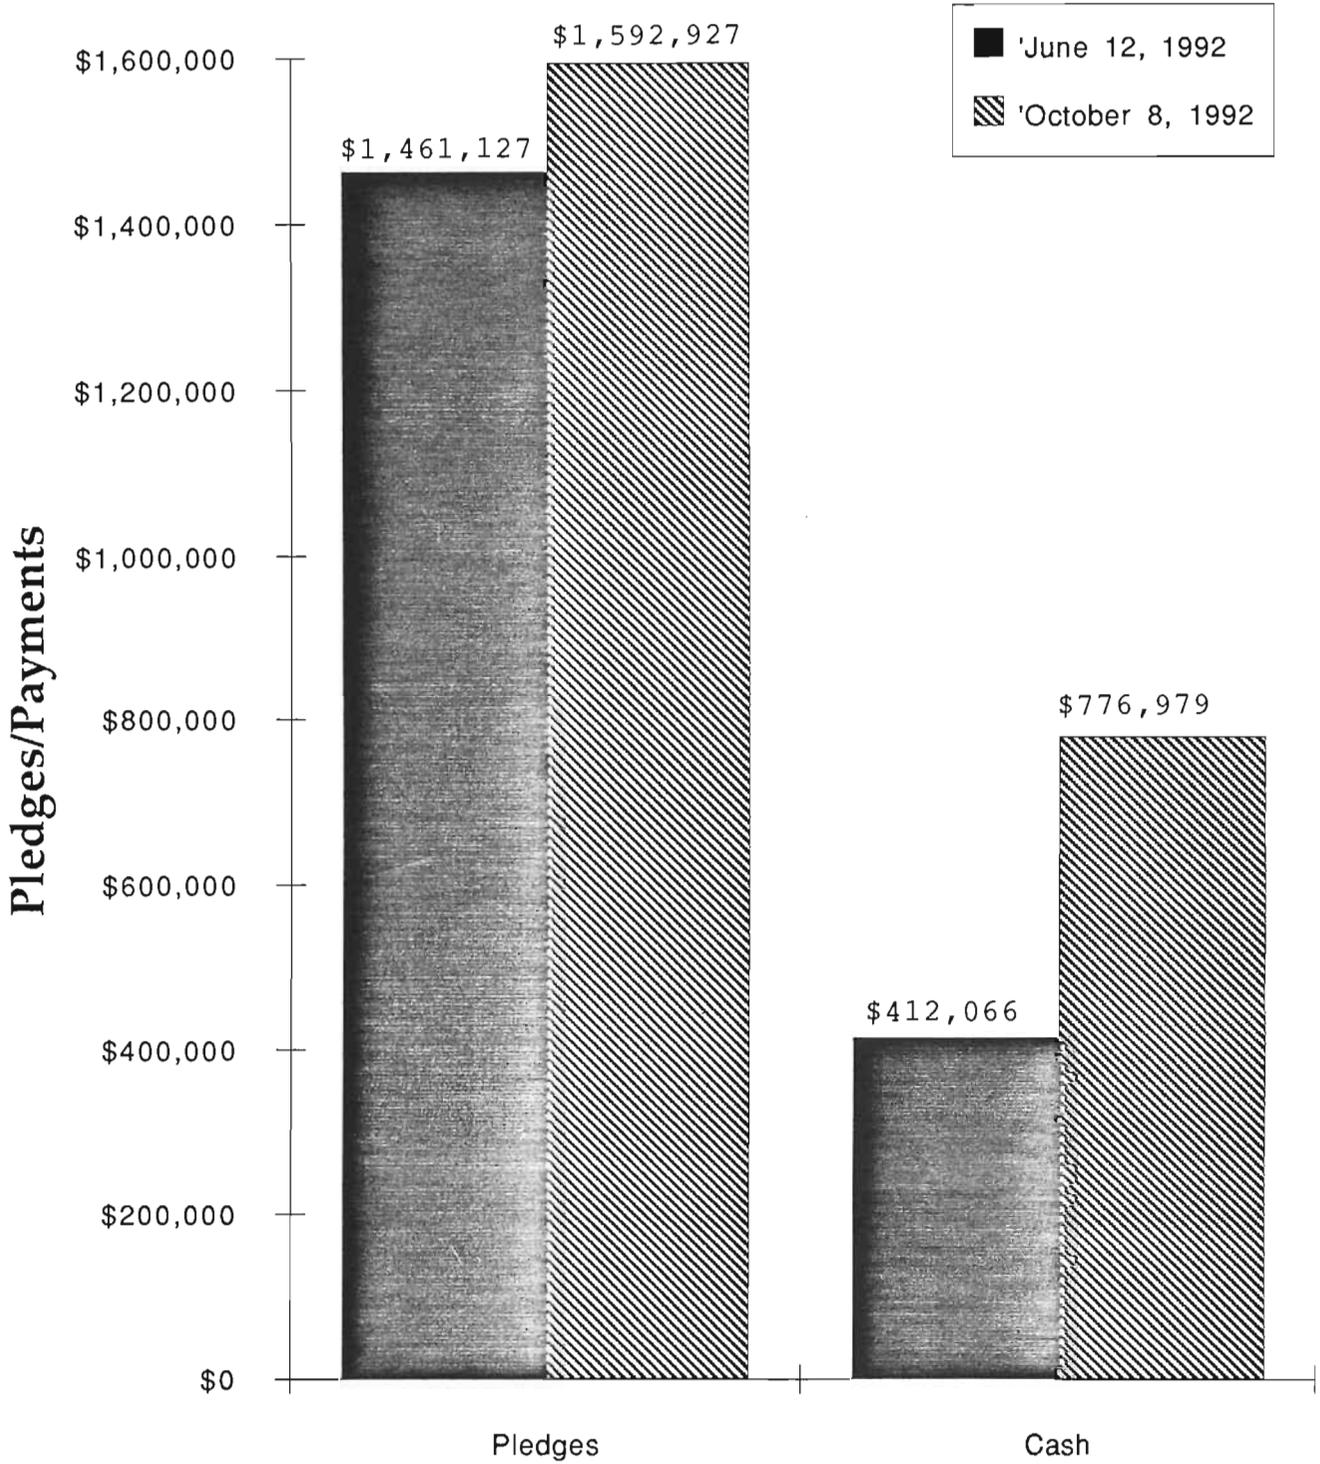 $1,592,927
'June 12, 1992
'October 8, 1992
$1,461,127
$1,600,000
$1,400,000
$1,200,000
$1,000,000
$800,000
$600,000
$400,000
$200,000
$0
Pledges/Payments
$776,979
$412,066
Pledges
Cash